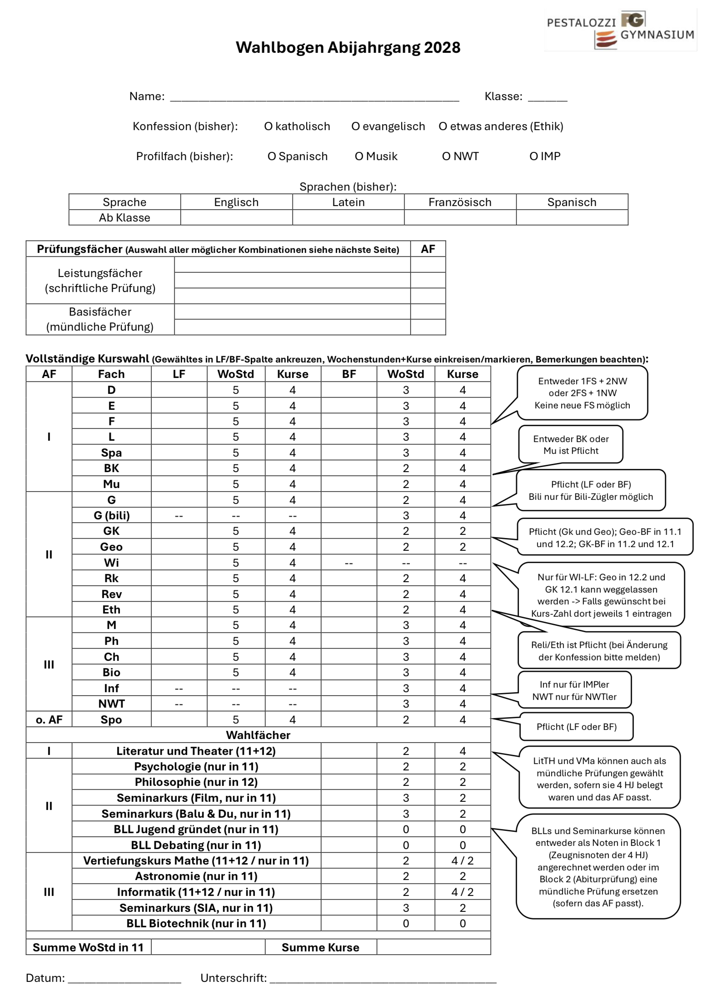 PESTALOZZI PG GYMNASIUM
Wahlbogen Abijahrgang 2028
Name: ______________________ Klasse: _______
Konfession (bisher): O katholisch O evangelisch O etwas anderes (Ethik)
Profilfach (bisher): O Spanisch O Musik O NWT O IMP
Sprachen (bisher):
Sprache Englisch Latein Französisch Spanisch
Ab Klasse
Prüfungsfächer (Auswahl aller möglicher Kombinationen siehe nächste Seite) AF
Leistungsfächer
(schriftliche Prüfung)
Basisfächer
(mündliche Prüfung)
Vollständige Kurswahl (Gewähltes in LF/BF-Spalte ankreuzen, Wochenstunden+Kurse einkreisen/markieren, Bemerkungen beachten):
AF Fach LF WoStd Kurse BF WoStd Kurse
I
D 5 4 3 4
E 5 4 3 4
F 5 4 3 4
L 5 4 3 4
Spa 5 4 3 4
BK 5 4 2 4
Mu 5 4 2 4
II
G 5 4 2 4
G (bili) -- -- -- 3 4
GK 5 4 2 2
Geo 5 4 2 2
Wi 5 4 -- -- --
Rk 5 4 2 4
Rev 5 4 2 4
Eth 5 4 2 4
III
M 5 4 3 4
Ph 5 4 3 4
Ch 5 4 3 4
Bio 5 4 3 4
Inf -- -- -- 3 4
NWT -- -- -- 3 4
o. AF Spo 5 4 2 4
Wahlfächer
I Literatur und Theater (11+12) 2 4
II
Psychologie (nur in 11) 2 2
Philosophie (nur in 12) 2 2
Seminarkurs (Film, nur in 11) 3 2
Seminarkurs (Balu & Du, nur in 11) 3 2
BLL Jugend gründet (nur in 11) 0 0
BLL Debating (nur in 11) 0 0
III
Vertiefungskurs Mathe (11+12 / nur in 11) 2 4 / 2
Astronomie (nur in 11) 2 2
Informatik (11+12 / nur in 11) 2 4 / 2
Seminarkurs (SIA, nur in 11) 3 2
BLL Biotechnik (nur in 11) 0 0
Summe WoStd in 11 Summe Kurse
Entweder 1FS + 2NW
oder 2FS + 1NW
Keine neue FS möglich
Entweder BK oder
Mu ist Pflicht
Pflicht (LF oder BF)
Bili nur für Bili-Zügler möglich
Pflicht (Gk und Geo); Geo-BF in 11.1
und 12.2; GK-BF in 11.2 und 12.1
Nur für WI-LF: Geo in 12.2 und
GK 12.1 kann weggelassen
werden -> Falls gewünscht bei
Kurs-Zahl dort jeweils 1 eintragen
Reli/Eth ist Pflicht (bei Änderung
der Konfession bitte melden)
Inf nur für IMPler
NWT nur für NWTler
Pflicht (LF oder BF)
LitTH und VMa können auch als
mündliche Prüfungen gewählt
werden, sofern sie 4 HJ belegt
waren und das AF passt.
BLLs und Seminarkurse können
entweder als Noten in Block 1
(Zeugnisnoten der 4 HJ)
angerechnet werden oder im
Block 2 (Abiturprüfung) eine
mündliche Prüfung ersetzen
(sofern das AF passt).
Datum: ____________________ Unterschrift: ________________________________________